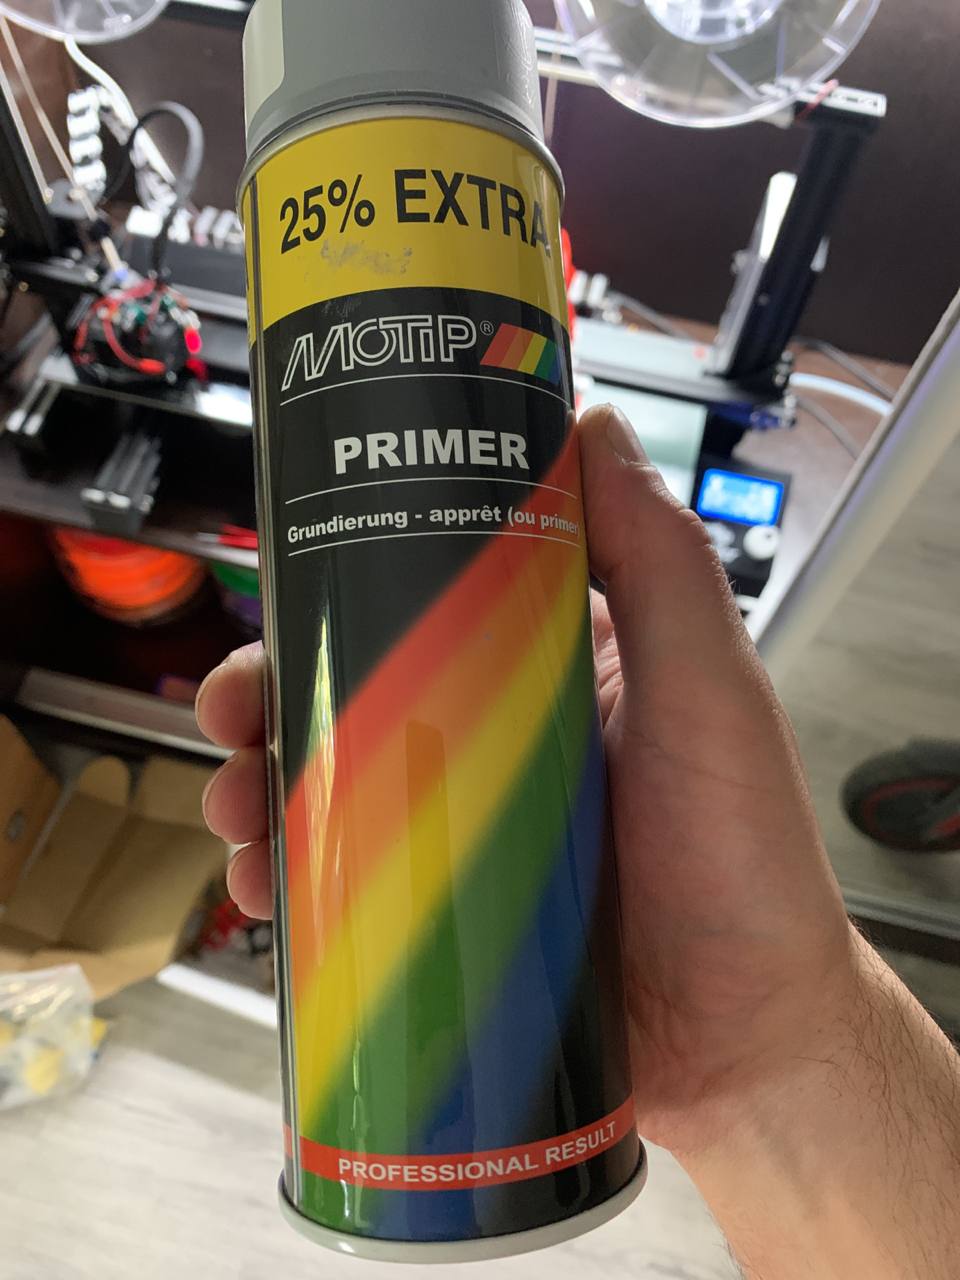 25% EXTRA
MOTIP®
PRIMER
Grundierung - apprêt (ou primer)
PROFESSIONAL RESULT